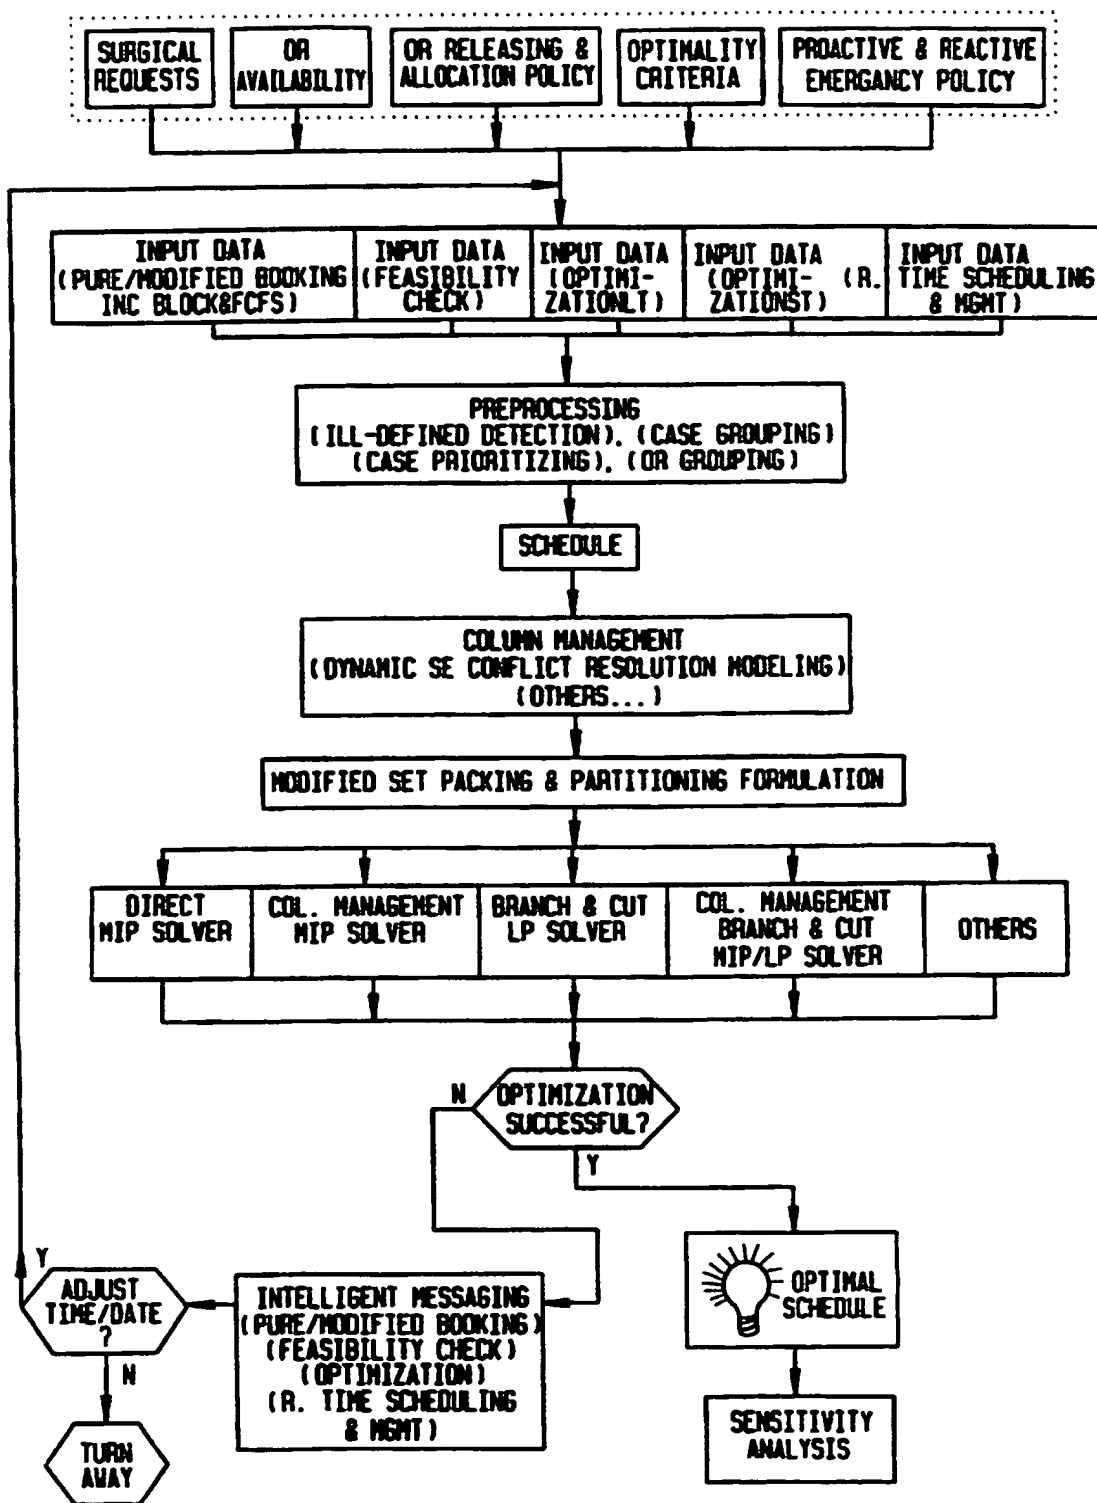 SURGICAL
REQUESTS
OR
AVAILABILITY
OR RELEASING &
ALLOCATION POLICY
OPTIMALITY
CRITERIA
PROACTIVE & REACTIVE
EMERGANCY POLICY
INPUT DATA
(PURE/MODIFIED BOOKING
INC BLOCK&FCFS)
INPUT DATA
(FEASIBILITY
CHECK)
INPUT DATA
(OPTIMI-
ZATIONLT)
INPUT DATA
(OPTIMI-
ZATIONST)
INPUT DATA
(R. TIME SCHEDULING
& MGMT)
PREPROCESSING
(ILL-DEFINED DETECTION), (CASE GROUPING)
(CASE PRIORITIZING), (OR GROUPING)
SCHEDULE
COLUMN MANAGEMENT
(DYNAMIC SE CONFLICT RESOLUTION MODELING)
(OTHERS...)
MODIFIED SET PACKING & PARTITIONING FORMULATION
DIRECT
MIP SOLVER
COL. MANAGEMENT
MIP SOLVER
BRANCH & CUT
LP SOLVER
COL. MANAGEMENT
BRANCH & CUT
MIP/LP SOLVER
OTHERS
N
OPTIMIZATION
SUCCESSFUL?
Y
OPTIMAL
SCHEDULE
SENSITIVITY
ANALYSIS
INTELLIGENT MESSAGING
(PURE/MODIFIED BOOKING)
(FEASIBILITY CHECK)
(OPTIMIZATION)
(R. TIME SCHEDULING
& MGMT)
Y
ADJUST
TIME/DATE
?
N
TURN
AWAY